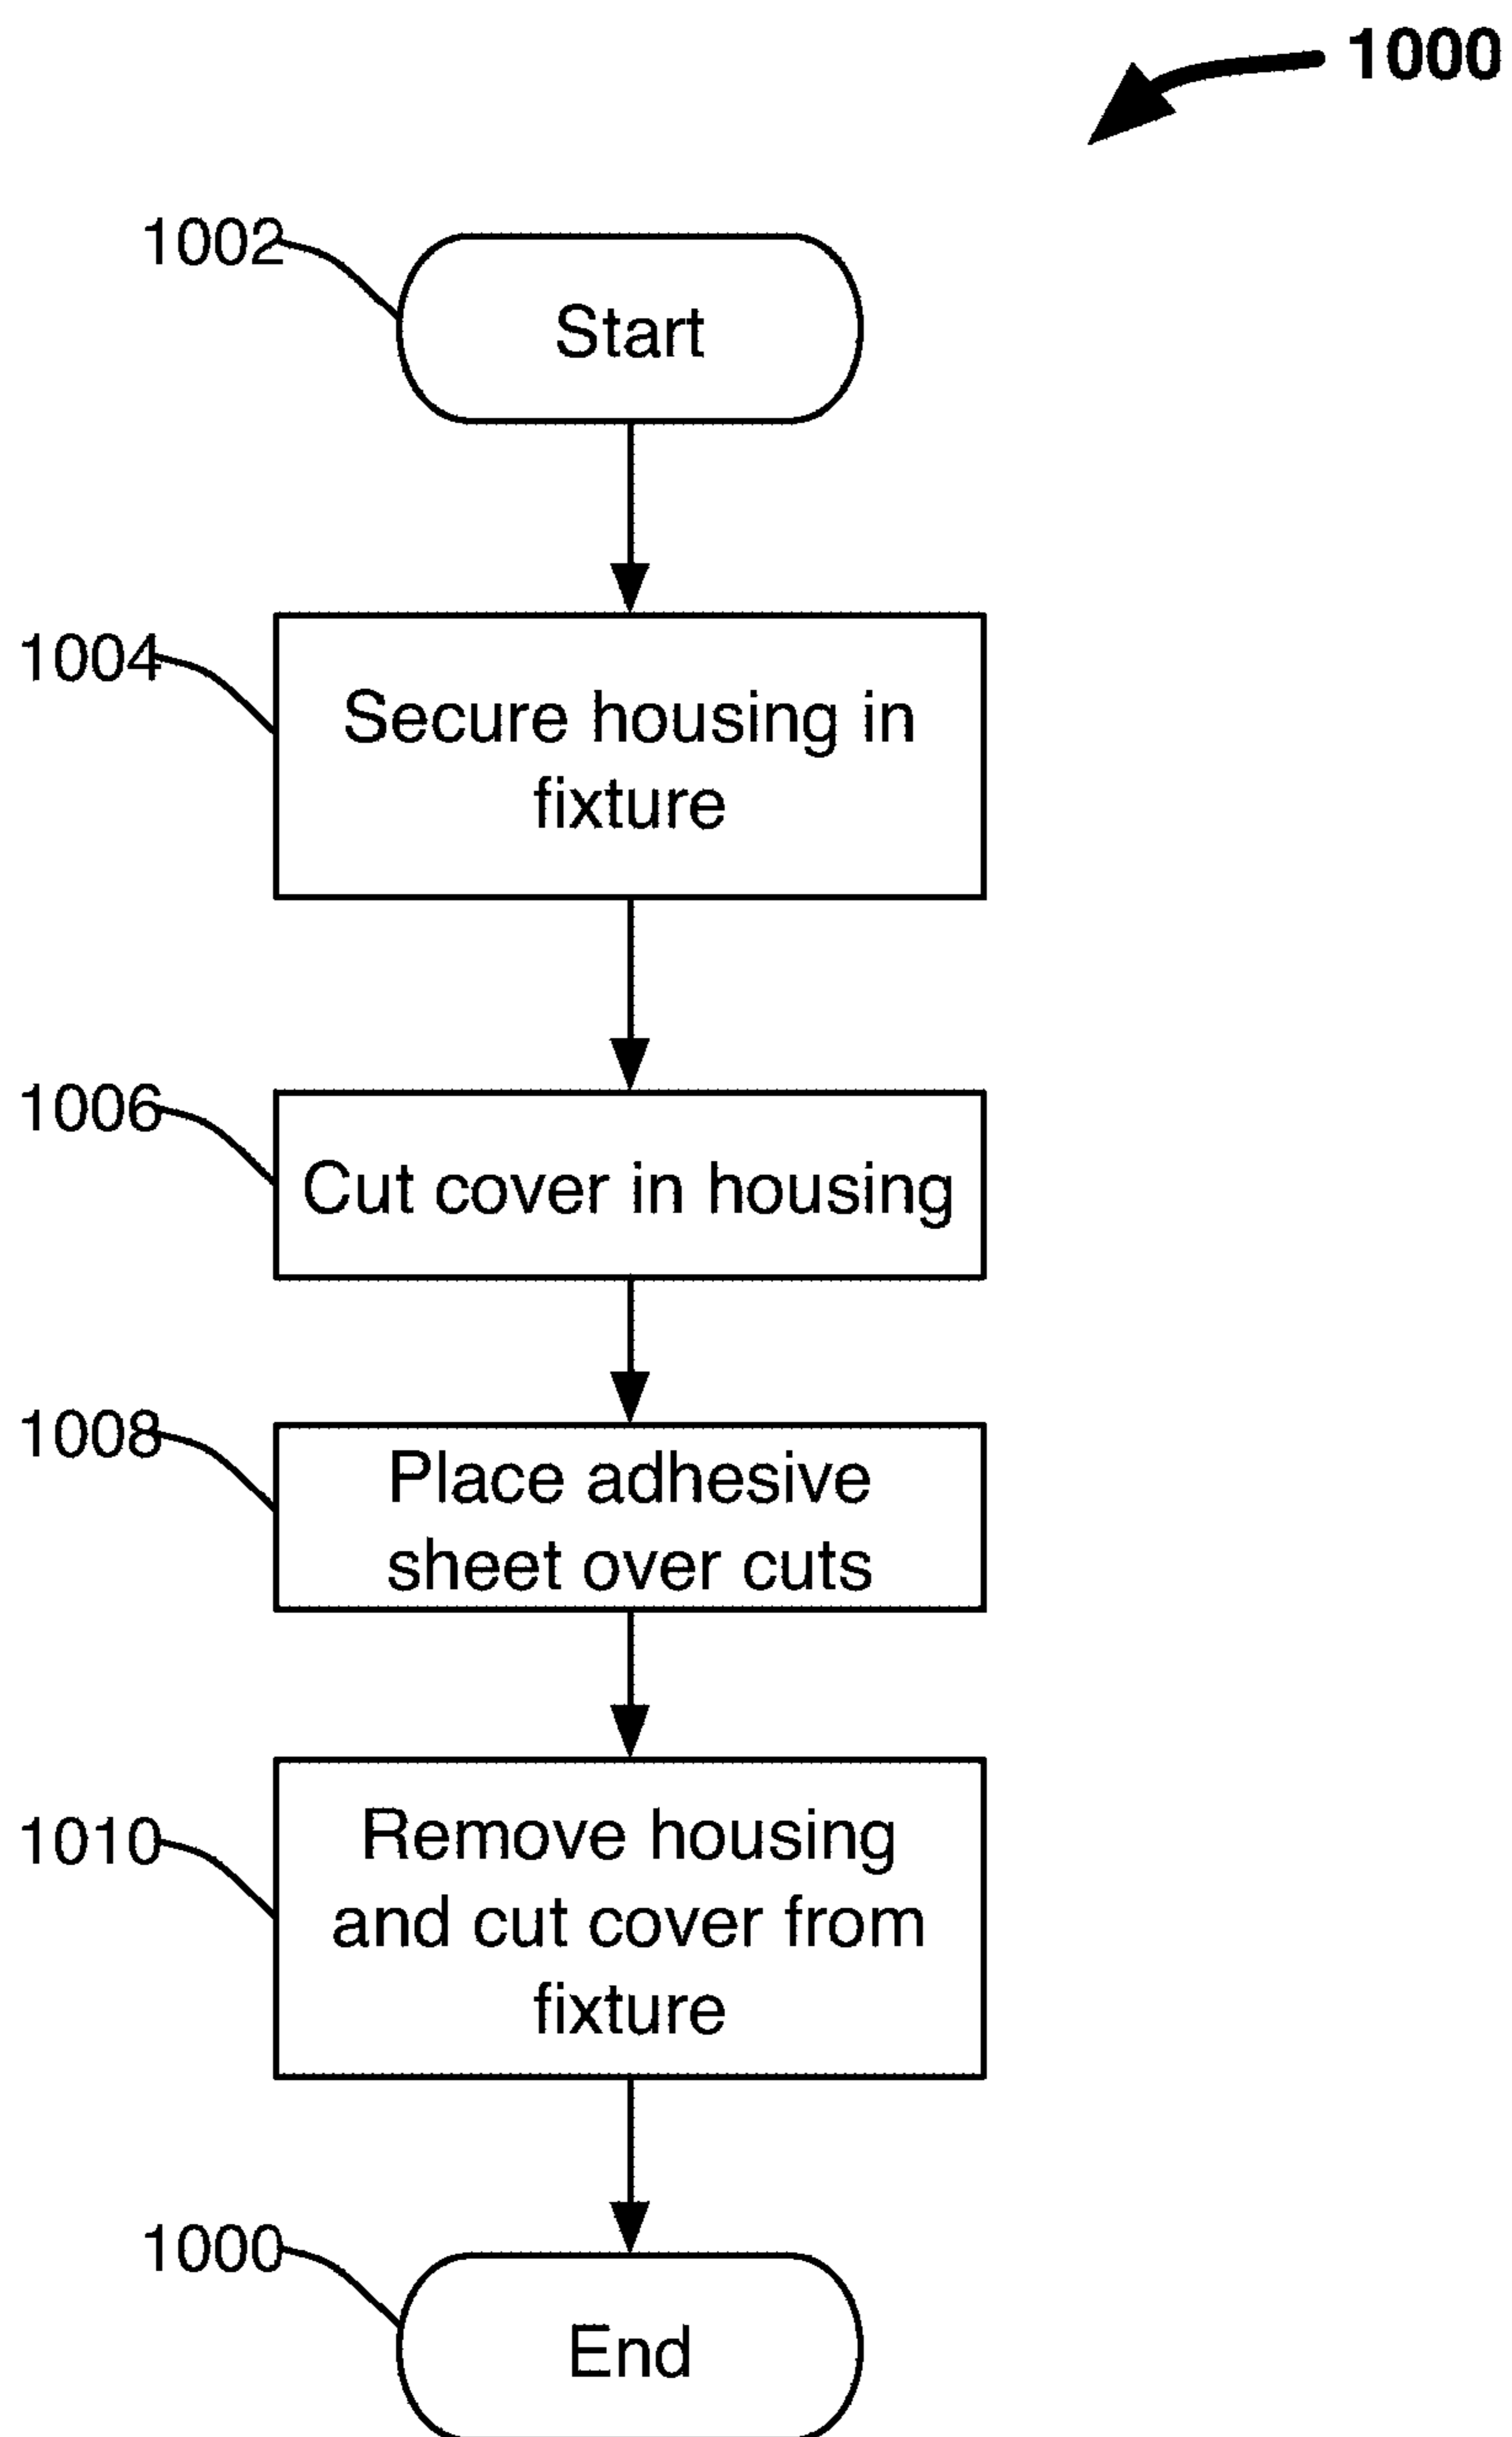 1000
1002
Start
1004
Secure housing in
fixture
1006
Cut cover in housing
1008
Place adhesive
sheet over cuts
1010
Remove housing
and cut cover from
fixture
1000
End